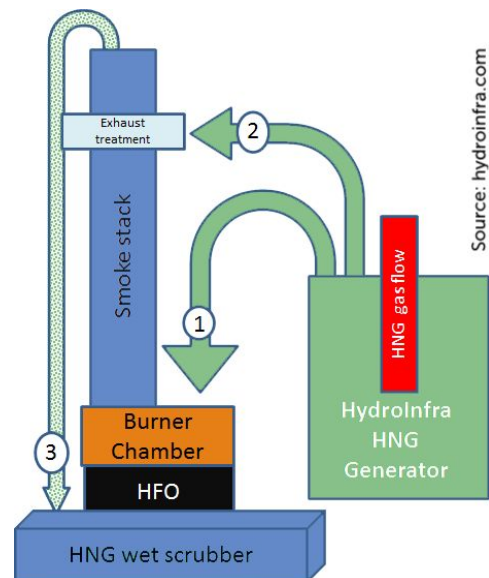 Exhaust
treatment
2
Source: hydroinfra.com
Smoke stack
HNG gas flow
1
HydroInfra
HNG
Generator
Burner
Chamber
3
HFO
HNG wet scrubber